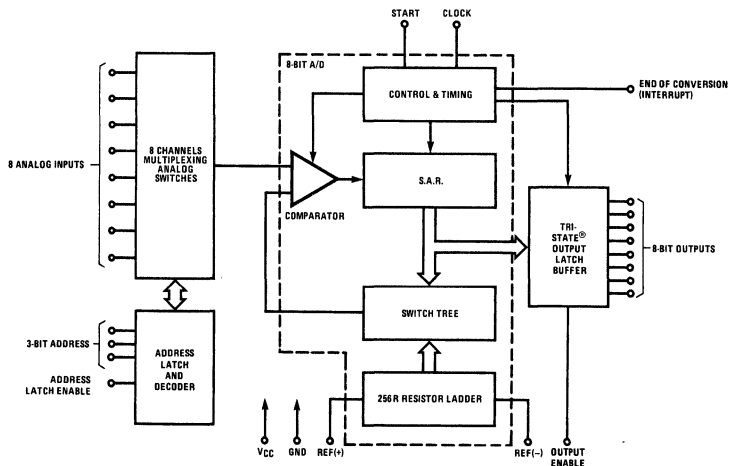 START
CLOCK
8-BIT A/D
CONTROL & TIMING
END OF CONVERSION
(INTERRUPT)
8 ANALOG INPUTS
8 CHANNELS
MULTIPLEXING
ANALOG
SWITCHES
S.A.R.
COMPARATOR
TRI-
STATE®
OUTPUT
LATCH
BUFFER
8-BIT OUTPUTS
SWITCH TREE
3-BIT ADDRESS
ADDRESS
LATCH
AND
DECODER
ADDRESS
LATCH ENABLE
256R RESISTOR LADDER
VCC
GND
REF(+)
REF(−)
OUTPUT
ENABLE